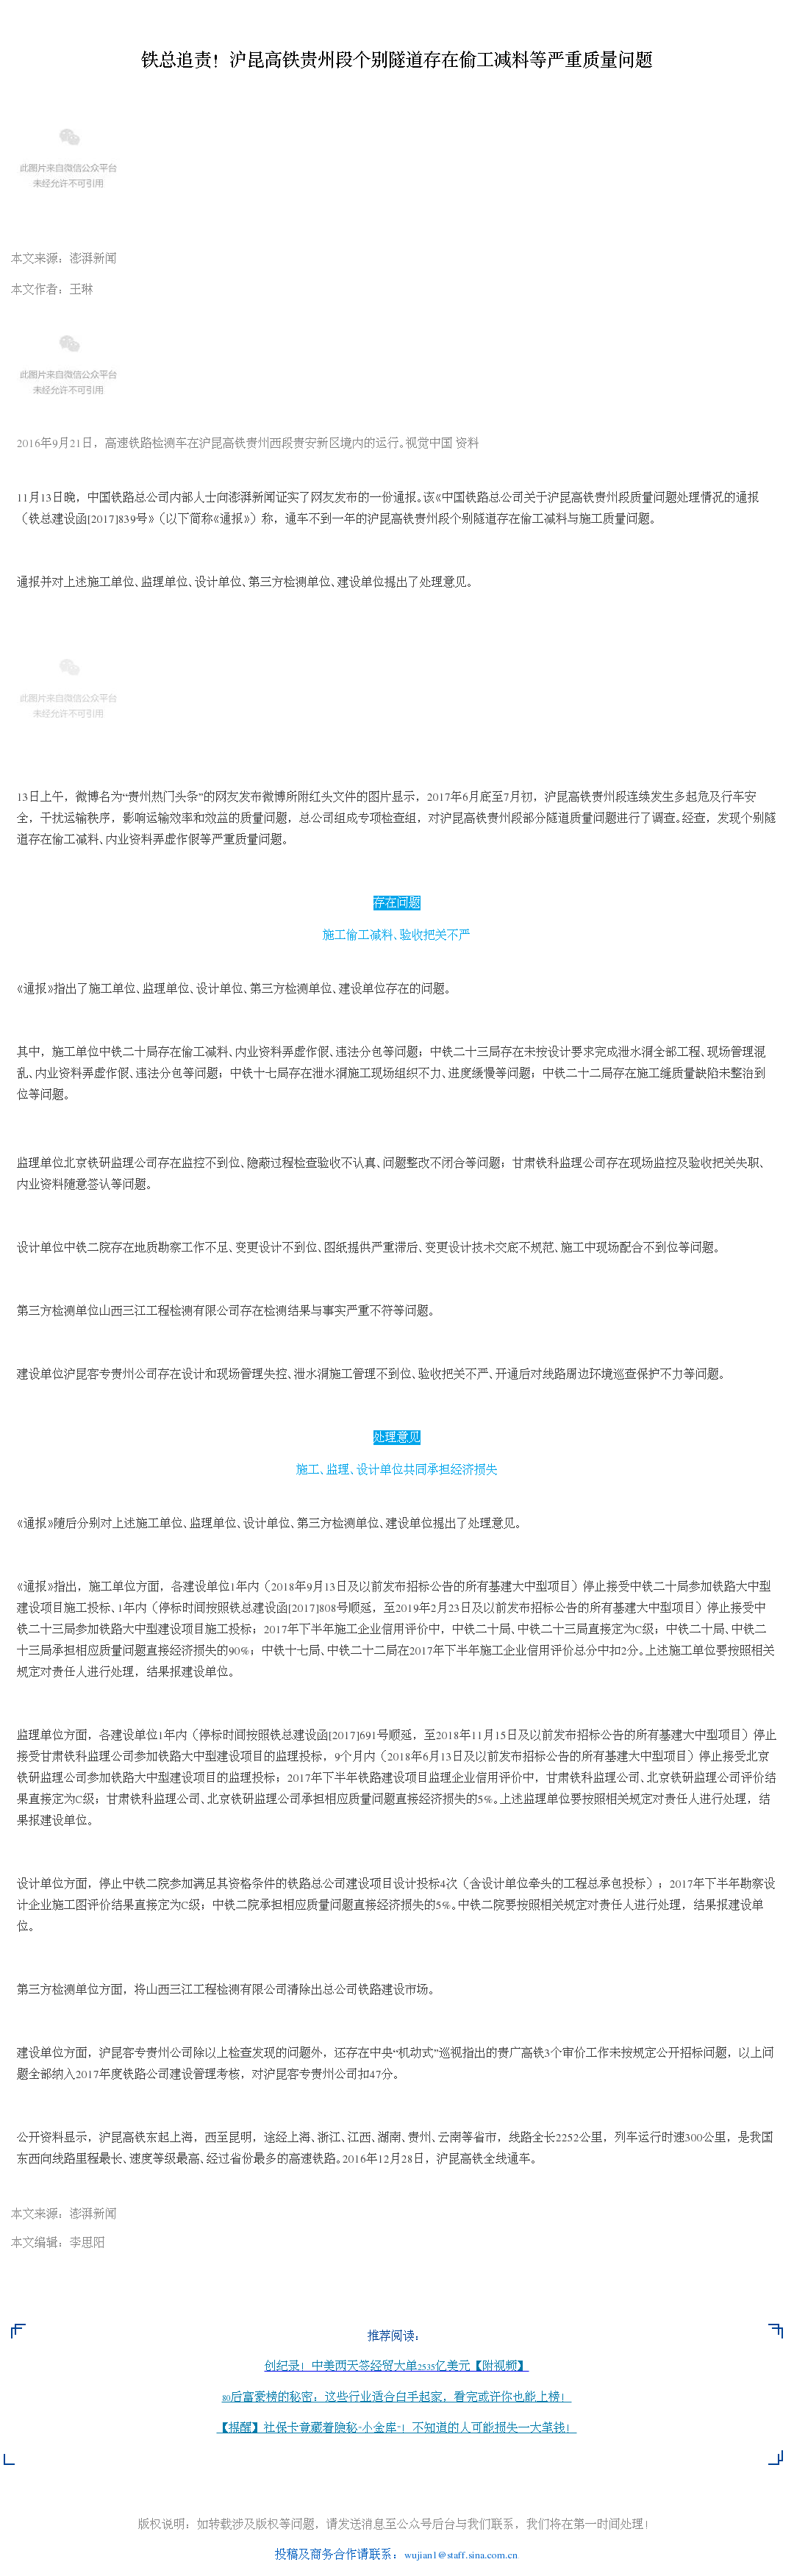 铁总追责！沪昆高铁贵州段个别隧道存在偷工减料等严重质量问题
此图片来自微信公众平台
未经允许不可引用
本文来源：澎湃新闻
本文作者：王琳
此图片来自微信公众平台
未经允许不可引用
2016年9月21日，高速铁路检测车在沪昆高铁贵州西段贵安新区境内的运行。视觉中国 资料
11月13日晚，中国铁路总公司内部人士向澎湃新闻证实了网友发布的一份通报。该《中国铁路总公司关于沪昆高铁贵州段质量问题处理情况的通报
（铁总建设函[2017]839号》（以下简称《通报》）称，通车不到一年的沪昆高铁贵州段个别隧道存在偷工减料与施工质量问题。
通报并对上述施工单位、监理单位、设计单位、第三方检测单位、建设单位提出了处理意见。
此图片来自微信公众平台
未经允许不可引用
13日上午，微博名为“贵州热门头条”的网友发布微博所附红头文件的图片显示，2017年6月底至7月初，沪昆高铁贵州段连续发生多起危及行车安
全，干扰运输秩序，影响运输效率和效益的质量问题，总公司组成专项检查组，对沪昆高铁贵州段部分隧道质量问题进行了调查。经查，发现个别隧
道存在偷工减料、内业资料弄虚作假等严重质量问题。
存在问题
施工偷工减料、验收把关不严
《通报》指出了施工单位、监理单位、设计单位、第三方检测单位、建设单位存在的问题。
其中，施工单位中铁二十局存在偷工减料、内业资料弄虚作假、违法分包等问题；中铁二十三局存在未按设计要求完成泄水洞全部工程、现场管理混
乱、内业资料弄虚作假、违法分包等问题；中铁十七局存在泄水洞施工现场组织不力、进度缓慢等问题；中铁二十二局存在施工缝质量缺陷未整治到
位等问题。
监理单位北京铁研监理公司存在监控不到位、隐蔽过程检查验收不认真、问题整改不闭合等问题；甘肃铁科监理公司存在现场监控及验收把关失职、
内业资料随意签认等问题。
设计单位中铁二院存在地质勘察工作不足、变更设计不到位、图纸提供严重滞后、变更设计技术交底不规范、施工中现场配合不到位等问题。
第三方检测单位山西三江工程检测有限公司存在检测结果与事实严重不符等问题。
建设单位沪昆客专贵州公司存在设计和现场管理失控、泄水洞施工管理不到位、验收把关不严、开通后对线路周边环境巡查保护不力等问题。
处理意见
施工、监理、设计单位共同承担经济损失
《通报》随后分别对上述施工单位、监理单位、设计单位、第三方检测单位、建设单位提出了处理意见。
《通报》指出，施工单位方面，各建设单位1年内（2018年9月13日及以前发布招标公告的所有基建大中型项目）停止接受中铁二十局参加铁路大中型
建设项目施工投标、1年内（停标时间按照铁总建设函[2017]808号顺延，至2019年2月23日及以前发布招标公告的所有基建大中型项目）停止接受中
铁二十三局参加铁路大中型建设项目施工投标；2017年下半年施工企业信用评价中，中铁二十局、中铁二十三局直接定为C级；中铁二十局、中铁二
十三局承担相应质量问题直接经济损失的90%；中铁十七局、中铁二十二局在2017年下半年施工企业信用评价总分中扣2分。上述施工单位要按照相关
规定对责任人进行处理，结果报建设单位。
监理单位方面，各建设单位1年内（停标时间按照铁总建设函[2017]691号顺延，至2018年11月15日及以前发布招标公告的所有基建大中型项目）停止
接受甘肃铁科监理公司参加铁路大中型建设项目的监理投标，9个月内（2018年6月13日及以前发布招标公告的所有基建大中型项目）停止接受北京
铁研监理公司参加铁路大中型建设项目的监理投标；2017年下半年铁路建设项目监理企业信用评价中，甘肃铁科监理公司、北京铁研监理公司评价结
果直接定为C级；甘肃铁科监理公司、北京铁研监理公司承担相应质量问题直接经济损失的5%。上述监理单位要按照相关规定对责任人进行处理，结
果报建设单位。
设计单位方面，停止中铁二院参加满足其资格条件的铁路总公司建设项目设计投标4次（含设计单位牵头的工程总承包投标）；2017年下半年勘察设
计企业施工图评价结果直接定为C级；中铁二院承担相应质量问题直接经济损失的5%。中铁二院要按照相关规定对责任人进行处理，结果报建设单
位。
第三方检测单位方面，将山西三江工程检测有限公司清除出总公司铁路建设市场。
建设单位方面，沪昆客专贵州公司除以上检查发现的问题外，还存在中央“机动式”巡视指出的贵广高铁3个审价工作未按规定公开招标问题，以上问
题全部纳入2017年度铁路公司建设管理考核，对沪昆客专贵州公司扣47分。
公开资料显示，沪昆高铁东起上海，西至昆明，途经上海、浙江、江西、湖南、贵州、云南等省市，线路全长2252公里，列车运行时速300公里，是我国
东西向线路里程最长、速度等级最高、经过省份最多的高速铁路。2016年12月28日，沪昆高铁全线通车。
本文来源：澎湃新闻
本文编辑：李思阳
推荐阅读：
创纪录！中美两天签经贸大单2535亿美元【附视频】
80后富豪榜的秘密：这些行业适合白手起家，看完或许你也能上榜！
【提醒】社保卡竟藏着隐秘“小金库”！不知道的人可能损失一大笔钱！
版权说明：如转载涉及版权等问题，请发送消息至公众号后台与我们联系，我们将在第一时间处理！
投稿及商务合作请联系：wujian1@staff.sina.com.cn